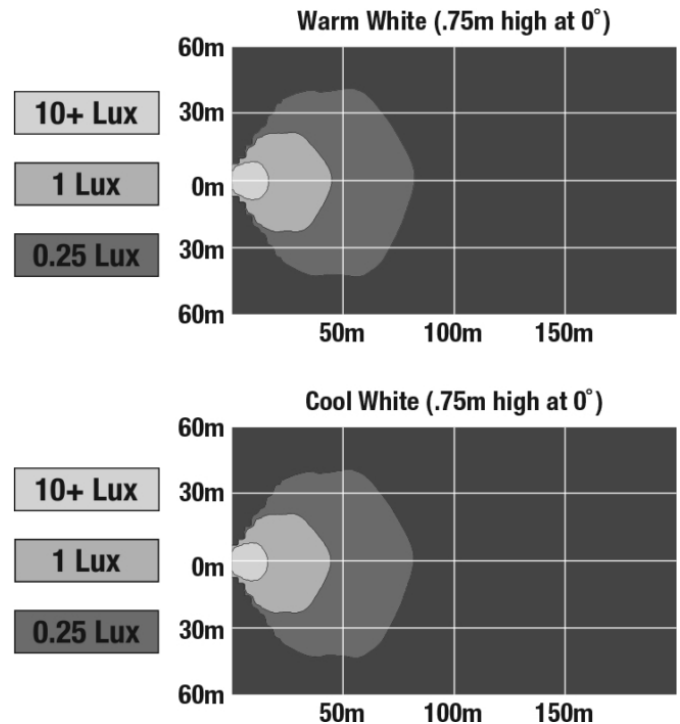 Warm White (.75m high at 0˚)
60m
30m
0m
30m
60m
50m 100m 150m
10+ Lux
1 Lux
0.25 Lux
Cool White (.75m high at 0˚)
60m
30m
0m
30m
60m
50m 100m 150m
10+ Lux
1 Lux
0.25 Lux